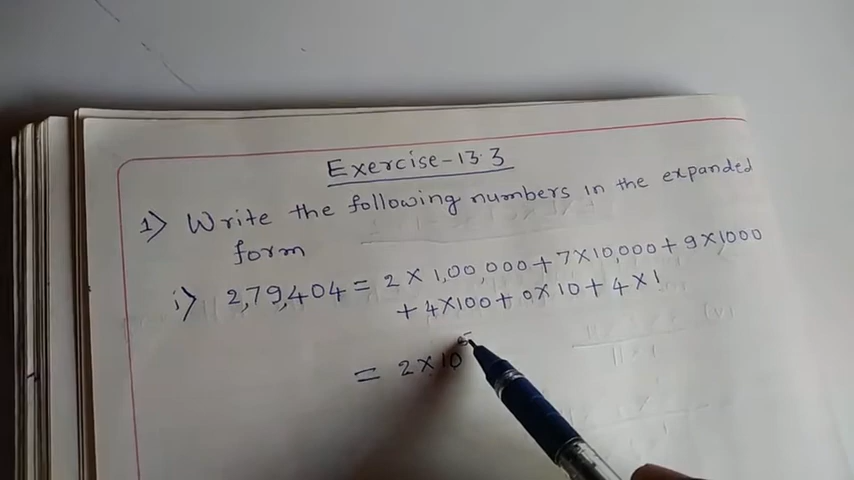 Exercise-13.3
1) Write the following numbers in the expanded
form
i) 2,79,404 = 2×1,00,000+7×10,000+9×1000
+ 4×100+0×10+4×1
= 2×10⁵